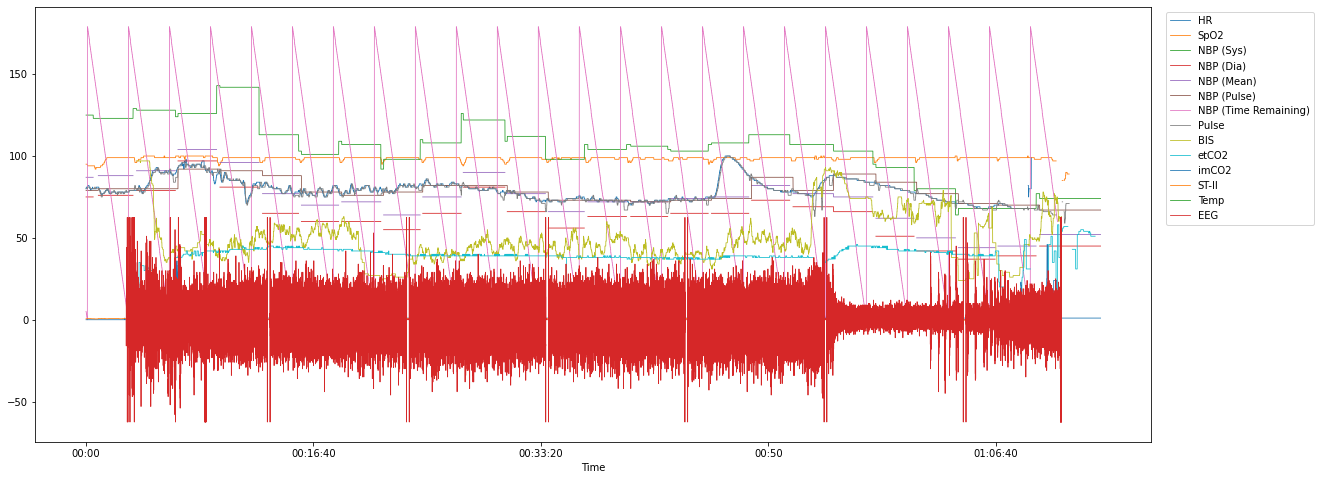 150
100
50
0
−50
00:00
00:16:40
00:33:20
00:50
01:06:40
Time
HR
SpO2
NBP (Sys)
NBP (Dia)
NBP (Mean)
NBP (Pulse)
NBP (Time Remaining)
Pulse
BIS
etCO2
imCO2
ST-II
Temp
EEG